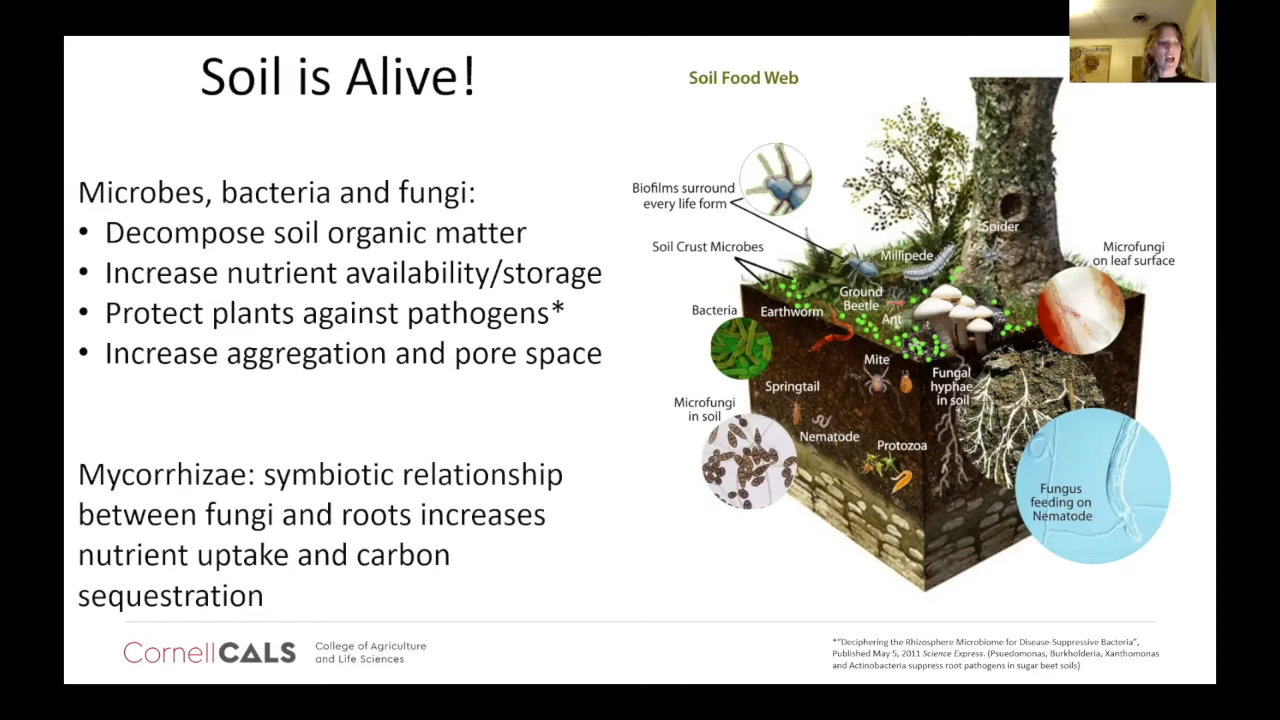 Soil is Alive!
Microbes, bacteria and fungi:
• Decompose soil organic matter
• Increase nutrient availability/storage
• Protect plants against pathogens*
• Increase aggregation and pore space
Mycorrhizae: symbiotic relationship
between fungi and roots increases
nutrient uptake and carbon
sequestration
Soil Food Web
Biofilms surround
every life form
Soil Crust Microbes
Spider
Millipede
Microfungi
on leaf surface
Ground
Beetle
Bacteria
Earthworm
Ant
Mite
Fungal
hyphae
in soil
Springtail
Microfungi
in soil
Nematode
Protozoa
Fungus
feeding on
Nematode
CornellCALS
College of Agriculture
and Life Sciences
*"Deciphering the Rhizosphere Microbiome for Disease-Suppressive Bacteria",
Published May 5, 2011 Science Express. (Psuedomonas, Burkholderia, Xanthomonas
and Actinobacteria suppress root pathogens in sugar beet soils)